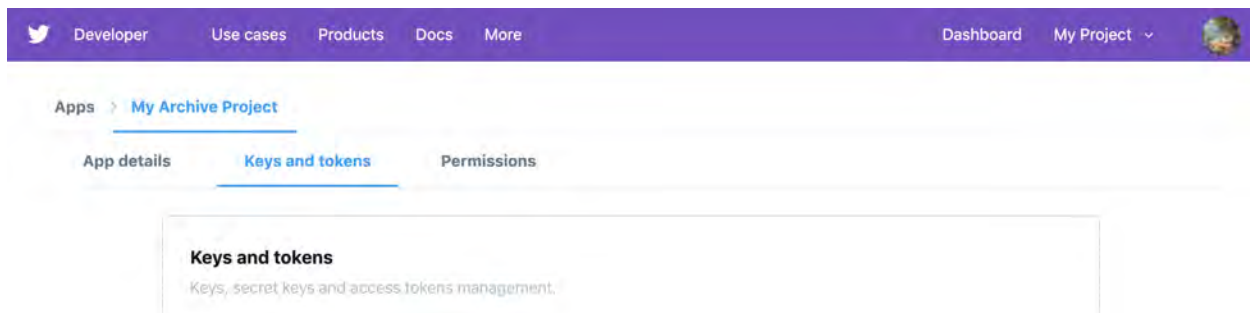 Developer Use cases Products Docs More Dashboard My Project
Apps > My Archive Project
App details Keys and tokens Permissions
Keys and tokens
Keys, secret keys and access tokens management.